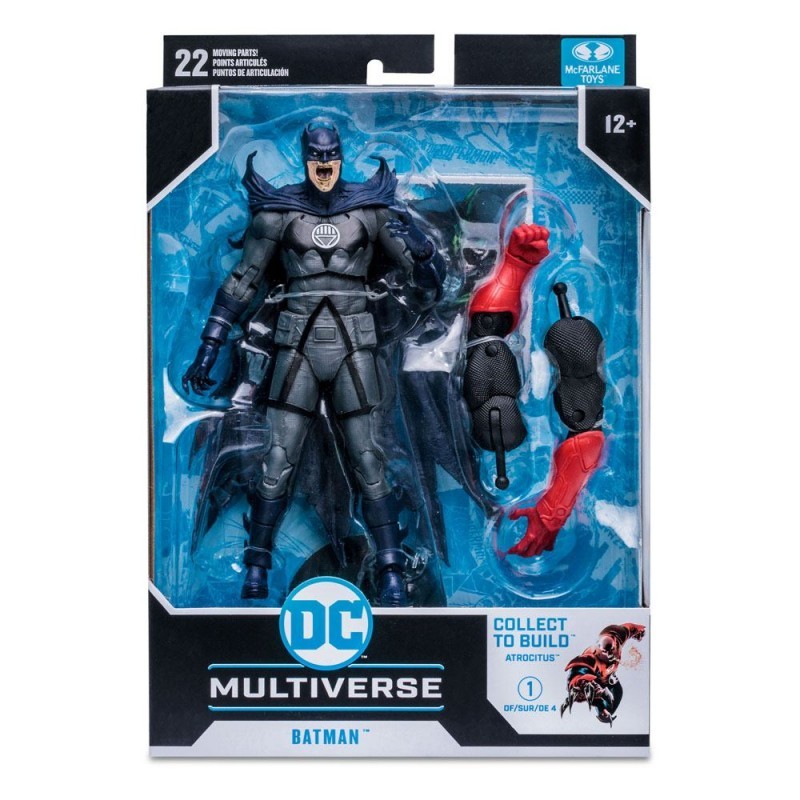 22
MOVING PARTS!
POINTS ARTICULÉS
PUNTOS DE ARTICULACIÓN
McFARLANE
TOYS
12+
DC
MULTIVERSE
BATMAN™
COLLECT
TO BUILD™
ATROCITUS™
1
OF/SUR/DE 4